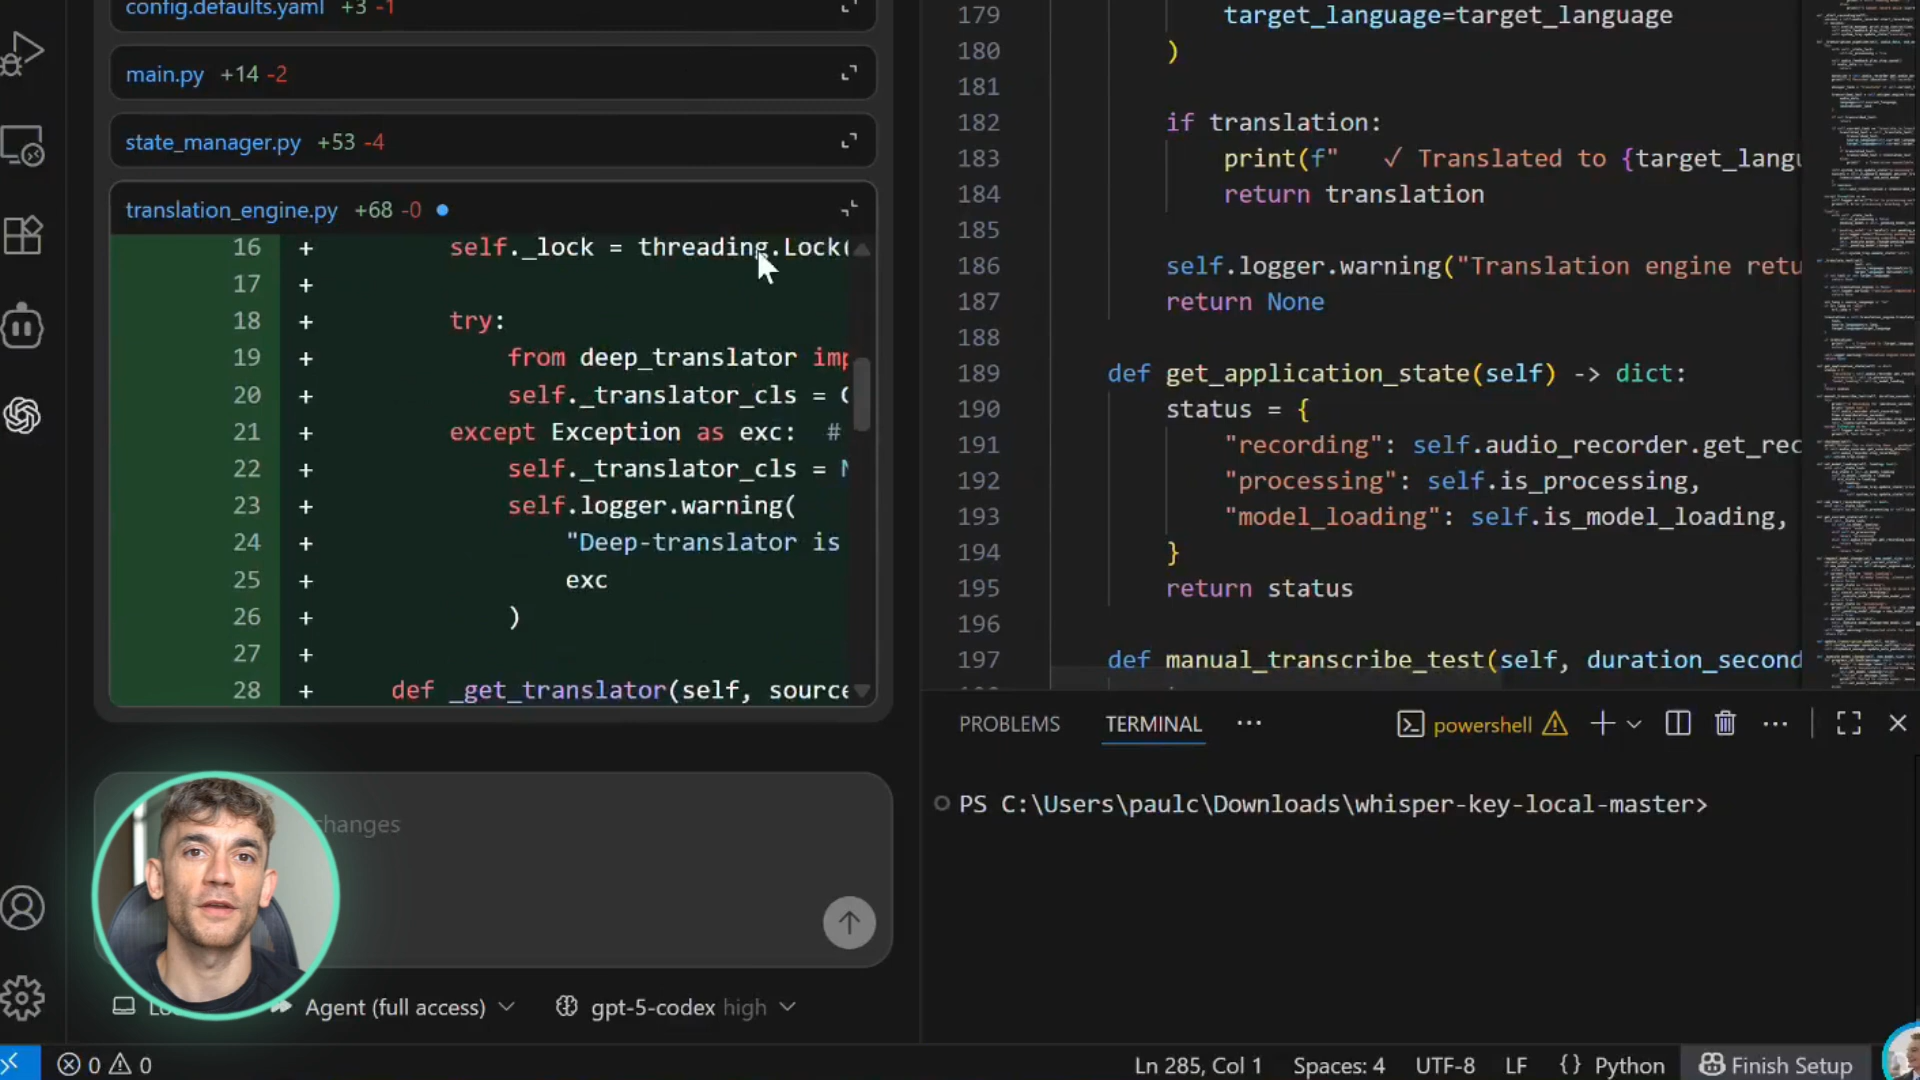 config.defaults.yaml +3 -1
main.py +14 -2
state_manager.py +53 -4
translation_engine.py +68 -0
16 + self._lock = threading.Lock(
17 +
18 + try:
19 + from deep_translator imp
20 + self._translator_cls =
21 + except Exception as exc: #
22 + self._translator_cls = N
23 + self.logger.warning(
24 + "Deep-translator is
25 + exc
26 + )
27 +
28 + def _get_translator(self, source
changes
Agent (full access)
gpt-5-codex high
179 target_language=target_language
180 )
181
182 if translation:
183 print(f" ✓ Translated to {target_langu
184 return translation
185
186 self.logger.warning("Translation engine retu
187 return None
188
189 def get_application_state(self) -> dict:
190 status = {
191 "recording": self.audio_recorder.get_rec
192 "processing": self.is_processing,
193 "model_loading": self.is_model_loading,
194 }
195 return status
196
197 def manual_transcribe_test(self, duration_second
PROBLEMS TERMINAL ··· powershell
PS C:\Users\paulc\Downloads\whisper-key-local-master>
0 0 Ln 285, Col 1 Spaces: 4 UTF-8 LF {} Python Finish Setup